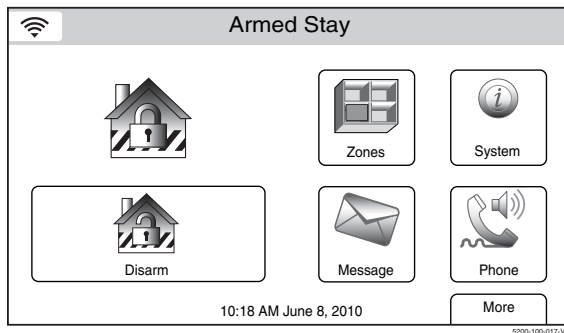 Armed Stay
Zones
System
Disarm
Message
Phone
10:18 AM June 8, 2010
More